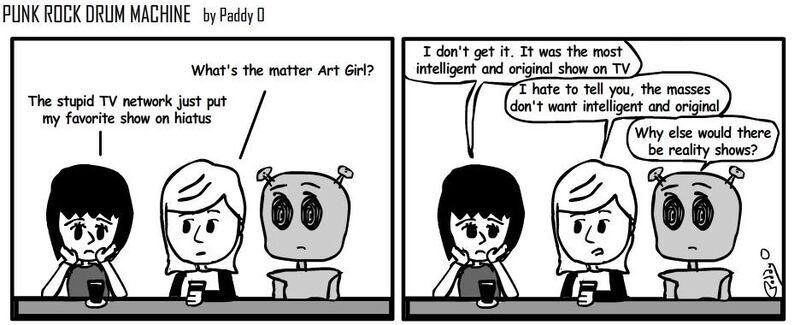 PUNK ROCK DRUM MACHINE by Paddy O
What's the matter Art Girl?
The stupid TV network just put
my favorite show on hiatus
I don't get it. It was the most
intelligent and original show on TV
I hate to tell you, the masses
don't want intelligent and original
Why else would there
be reality shows?
Paddy O